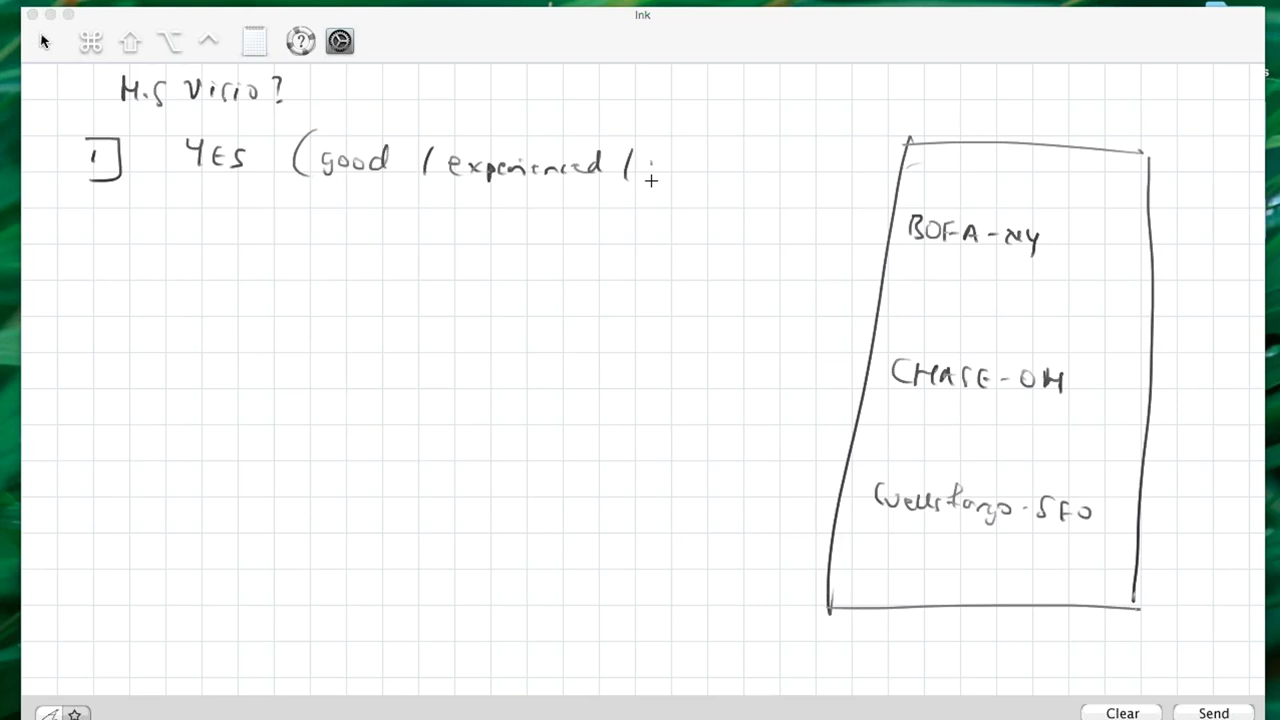 Ink
M.S Visio?
1] YES (good / experienced /
BOFA-NY
CHASE-OH
Wellsfargo-SFO
Clear Send